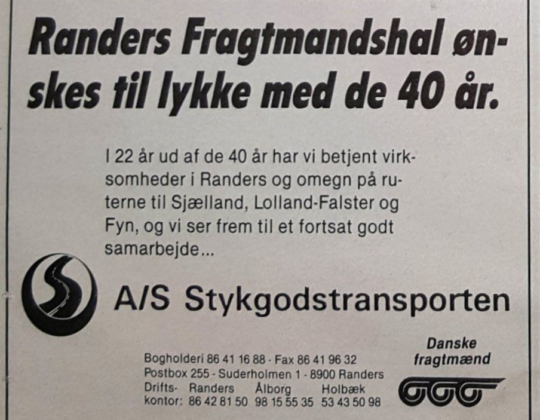 Randers Fragtmandshal øn-
skes til lykke med de 40 år.
I 22 år ud af de 40 år har vi betjent virk-
somheder i Randers og omegn på ru-
terne til Sjælland, Lolland-Falster og
Fyn, og vi ser frem til et fortsat godt
samarbejde...
A/S Stykgodstransporten
Danske
fragtmænd
Bogholderi 86 41 16 88 - Fax 86 41 96 32
Postbox 255 - Suderholmen 1 - 8900 Randers
Drifts- Randers Ålborg Holbæk
kontor: 86 42 81 50 98 15 55 35 53 43 50 98